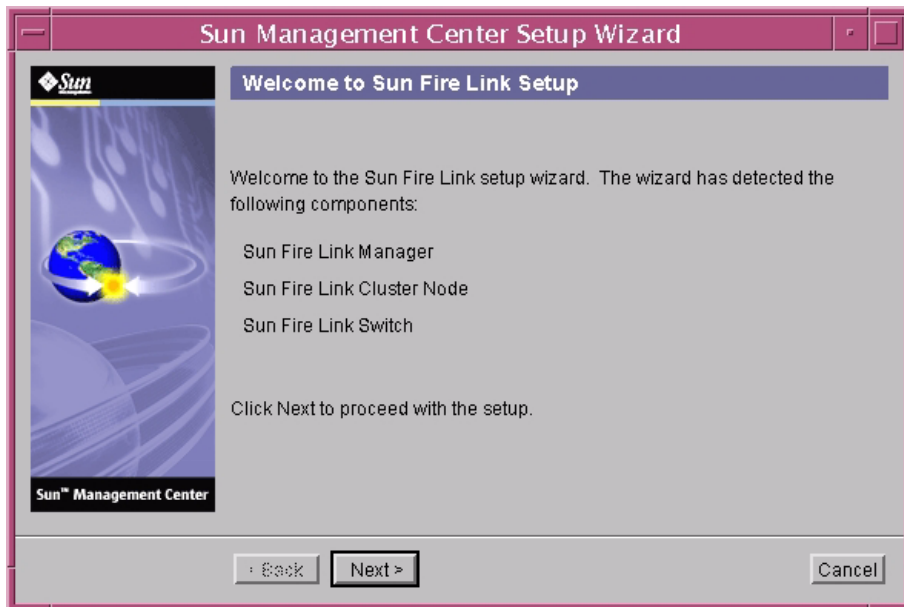 Sun Management Center Setup Wizard
Sun
Welcome to Sun Fire Link Setup
Welcome to the Sun Fire Link setup wizard. The wizard has detected the
following components:
Sun Fire Link Manager
Sun Fire Link Cluster Node
Sun Fire Link Switch
Click Next to proceed with the setup.
Sun™ Management Center
< Back Next > Cancel